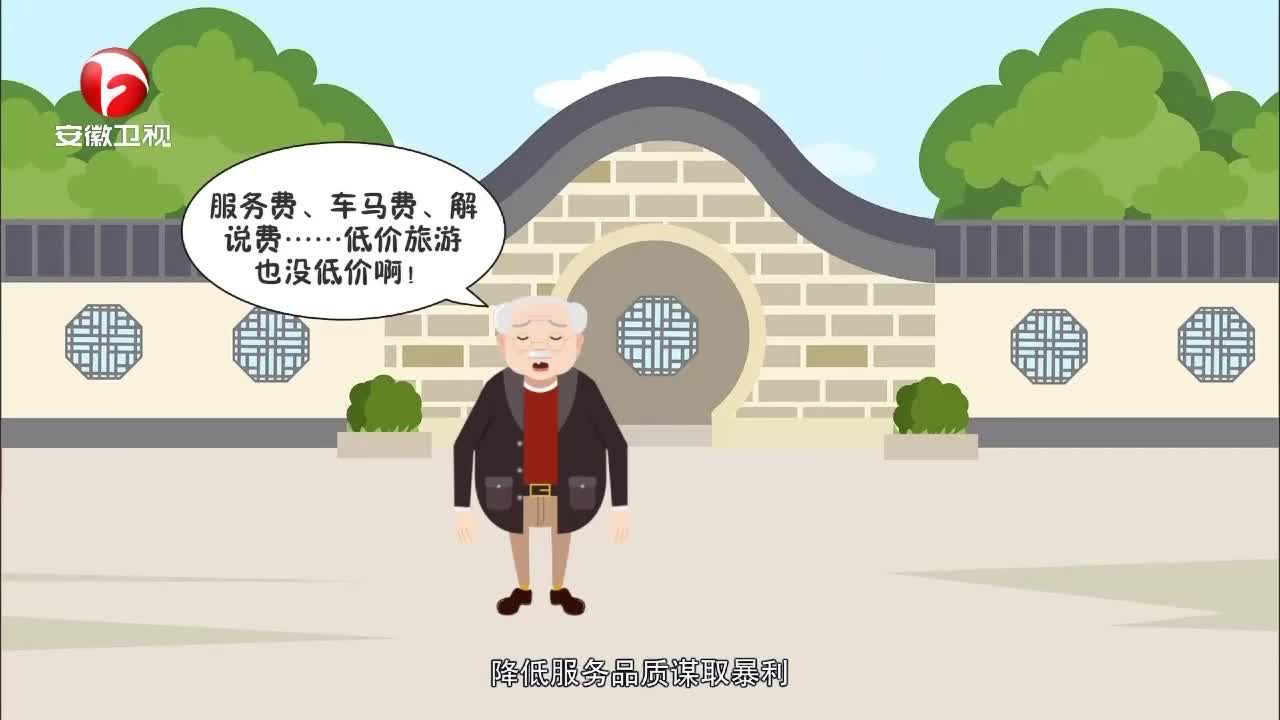 安徽卫视
服务费、车马费、解
说费……低价旅游
也没低价啊！
降低服务品质谋取暴利